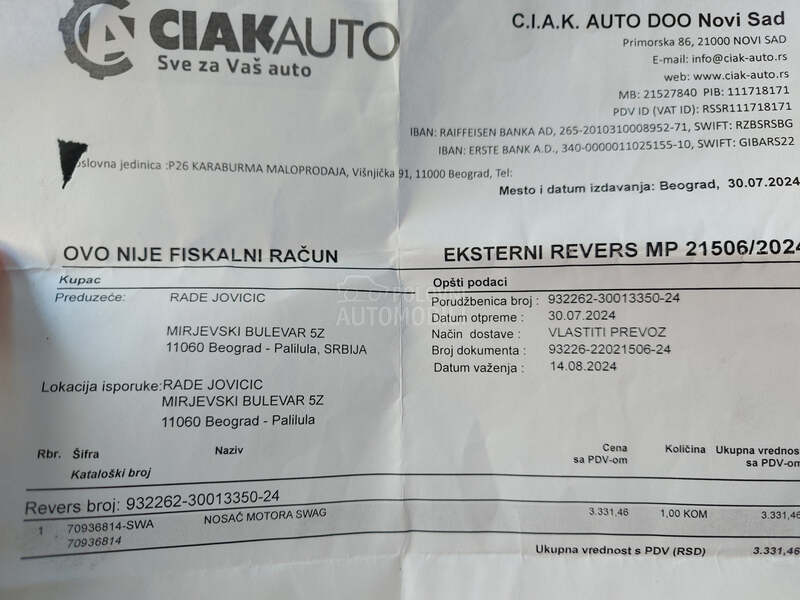 CIAKAUTO
Sve za Vaš auto
C.I.A.K. AUTO DOO Novi Sad
Primorska 86, 21000 NOVI SAD
E-mail: info@ciak-auto.rs
web: www.ciak-auto.rs
MB: 21527840 PIB: 111718171
PDV ID (VAT ID): RSSR111718171
IBAN: RAIFFEISEN BANKA AD, 265-2010310008952-71, SWIFT: RZBSRSBG
IBAN: ERSTE BANK A.D., 340-0000011025155-10, SWIFT: GIBARS22
oslovna jedinica :P26 KARABURMA MALOPRODAJA, Višnjička 91, 11000 Beograd, Tel:
Mesto i datum izdavanja: Beograd, 30.07.2024
OVO NIJE FISKALNI RAČUN
EKSTERNI REVERS MP 21506/2024
Kupac
Preduzeće: RADE JOVICIC
MIRJEVSKI BULEVAR 5Z
11060 Beograd - Palilula, SRBIJA
Lokacija isporuke:RADE JOVICIC
MIRJEVSKI BULEVAR 5Z
11060 Beograd - Palilula
Opšti podaci
Porudžbenica broj : 932262-30013350-24
Datum otpreme : 30.07.2024
Način dostave : VLASTITI PREVOZ
Broj dokumenta : 93226-22021506-24
Datum važenja : 14.08.2024
POLOVNI
AUTOMOBILI
Rbr. Šifra Naziv Cena Količina Ukupna vrednost
Kataloški broj sa PDV-om sa PDV-om
Revers broj: 932262-30013350-24
1 70936814-SWA NOSAČ MOTORA SWAG 3.331,46 1,00 KOM 3.331,46
70936814
Ukupna vrednost s PDV (RSD) 3.331,46